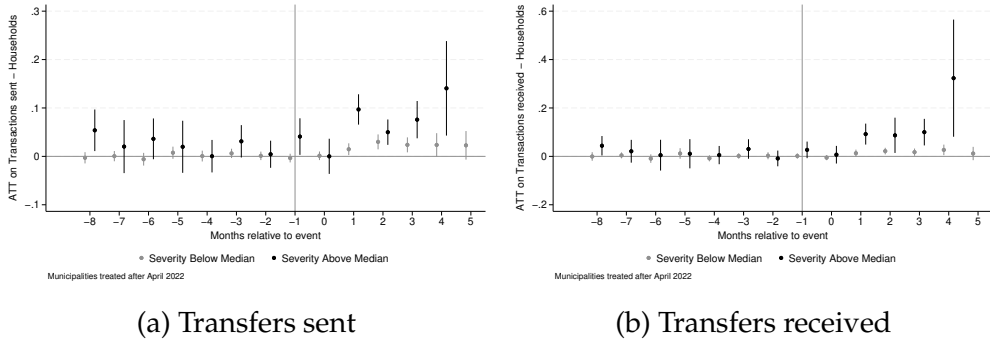 ATT on Transactions sent − Households
.3
.2
.1
0
−.1
−8 −7 −6 −5 −4 −3 −2 −1 0 1 2 3 4 5
Months relative to event
Severity Below Median Severity Above Median
Municipalities treated after April 2022
(a) Transfers sent
ATT on Transactions received − Households
.6
.4
.2
0
−.2
−8 −7 −6 −5 −4 −3 −2 −1 0 1 2 3 4 5
Months relative to event
Severity Below Median Severity Above Median
Municipalities treated after April 2022
(b) Transfers received